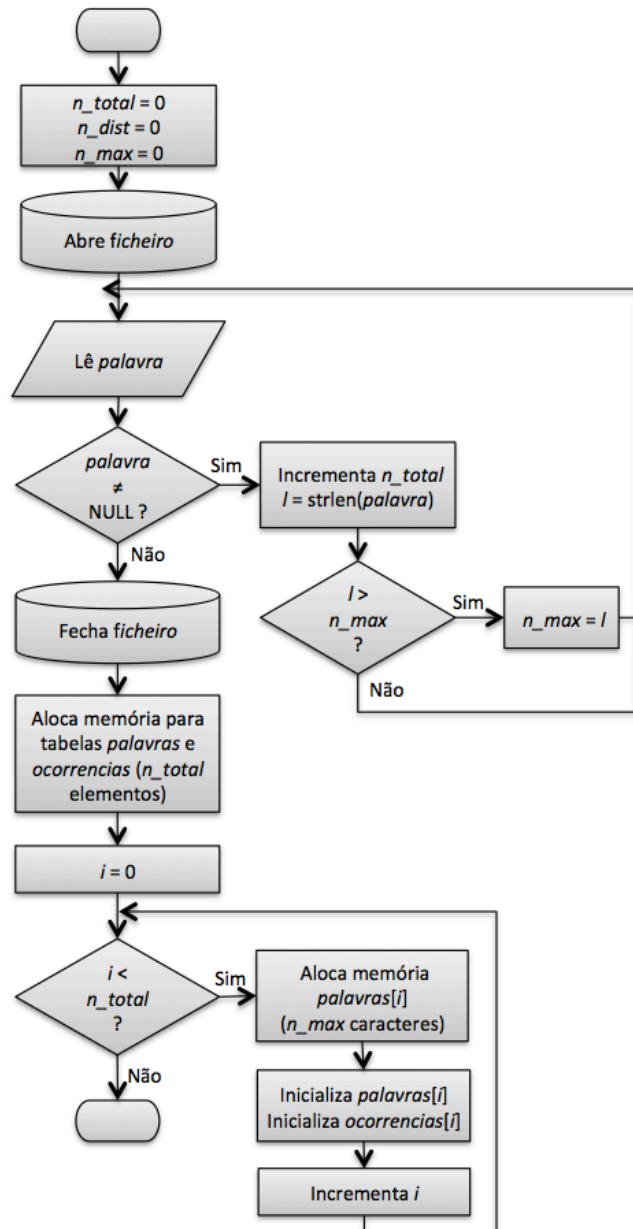 n_total = 0
n_dist = 0
n_max = 0
Abre ficheiro
Lê palavra
palavra
≠
NULL ?
Sim
Incrementa n_total
l = strlen(palavra)
Não
l >
n_max
?
Sim
n_max = l
Não
Fecha ficheiro
Aloca memória para
tabelas palavras e
ocorrencias (n_total
elementos)
i = 0
i <
n_total
?
Sim
Aloca memória
palavras[i]
(n_max caracteres)
Não
Inicializa palavras[i]
Inicializa ocorrencias[i]
Incrementa i